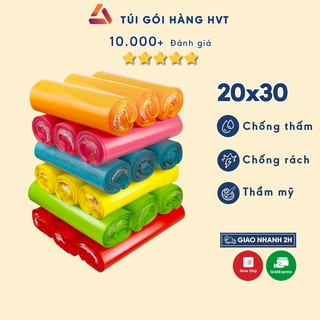 TÚI GÓI HÀNG HVT
10.000+ Đánh giá
20x30
Chống thấm
Chống rách
Thẩm mỹ
GIAO NHANH 2H
Now Ship
GrabExpress